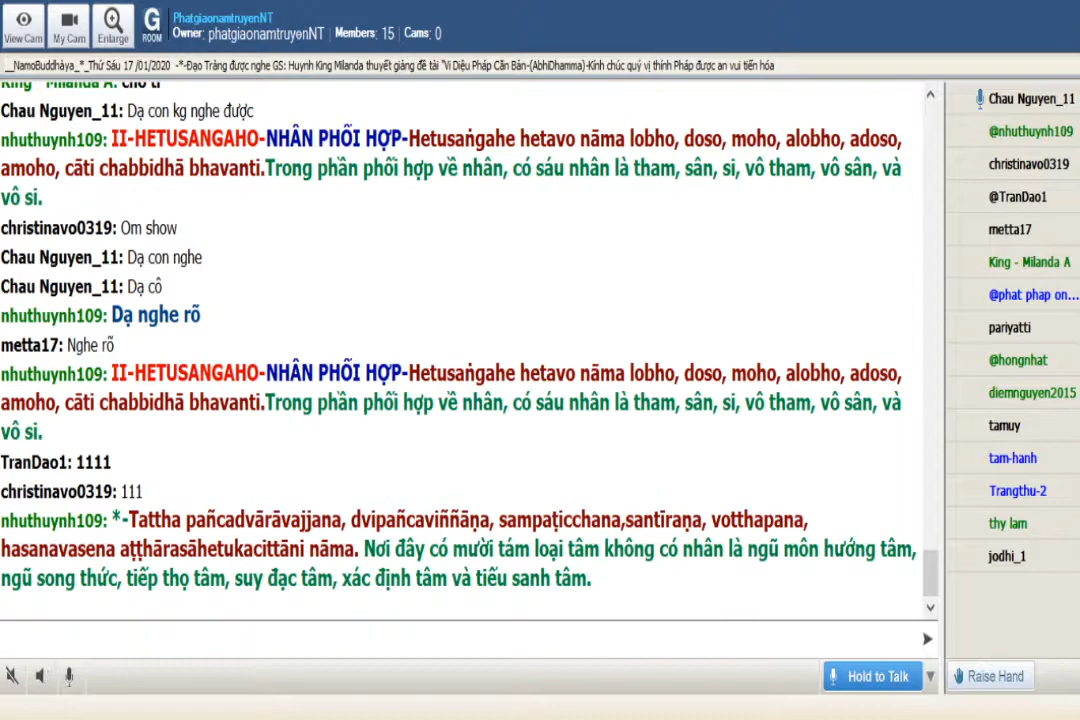 PhatgiaonamtruyenNT
Owner: phatgiaonamtruyenNT | Members: 15 | Cams: 0
View Cam
My Cam
Enlarge
G ROOM
__NamoBuddhàya_*_Thứ Sáu 17 /01/2020 -*-Đạo Tràng được nghe GS: Huynh King Milanda thuyết giảng đề tài "Vi Diệu Pháp Căn Bản-(AbhiDhamma)-Kính chúc quý vị thính Pháp được an vui tiến hóa
King - Milanda A:
Chau Nguyen_11: Dạ con kg nghe được
nhuthuynh109: II-HETUSANGAHO-NHÂN PHỐI HỢP-Hetusaṅgahe hetavo nāma lobho, doso, moho, alobho, adoso,
amoho, cāti chabbidhā bhavanti.Trong phần phối hợp về nhân, có sáu nhân là tham, sân, si, vô tham, vô sân, và
vô si.
christinavo0319: Om show
Chau Nguyen_11: Dạ con nghe
Chau Nguyen_11: Dạ cô
nhuthuynh109: Dạ nghe rõ
metta17: Nghe rõ
nhuthuynh109: II-HETUSANGAHO-NHÂN PHỐI HỢP-Hetusaṅgahe hetavo nāma lobho, doso, moho, alobho, adoso,
amoho, cāti chabbidhā bhavanti.Trong phần phối hợp về nhân, có sáu nhân là tham, sân, si, vô tham, vô sân, và
vô si.
TranDao1: 1111
christinavo0319: 111
nhuthuynh109: *-Tattha pañcadvārāvajjana, dvipañcaviññāṇa, sampaṭicchana,santīraṇa, votthapana,
hasanavasena aṭṭhārasāhetukacittāni nāma. Nơi đây có mười tám loại tâm không có nhân là ngũ môn hướng tâm,
ngũ song thức, tiếp thọ tâm, suy đạc tâm, xác định tâm và tiếu sanh tâm.
Chau Nguyen_11
@nhuthuynh109
christinavo0319
@TranDao1
metta17
King - Milanda A
@phat phap on...
pariyatti
@hongnhat
diemnguyen2015
tamuy
tam-hanh
Trangthu-2
thy lam
jodhi_1
Hold to Talk
Raise Hand